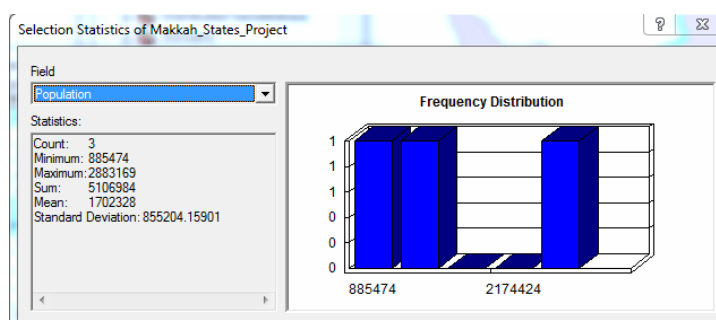 Selection Statistics of Makkah_States_Project
Field
Population
Statistics:
Count: 3
Minimum: 885474
Maximum: 2883169
Sum: 5106984
Mean: 1702328
Standard Deviation: 855204.15901
Frequency Distribution
1
1
1
0
0
0
885474 2174424